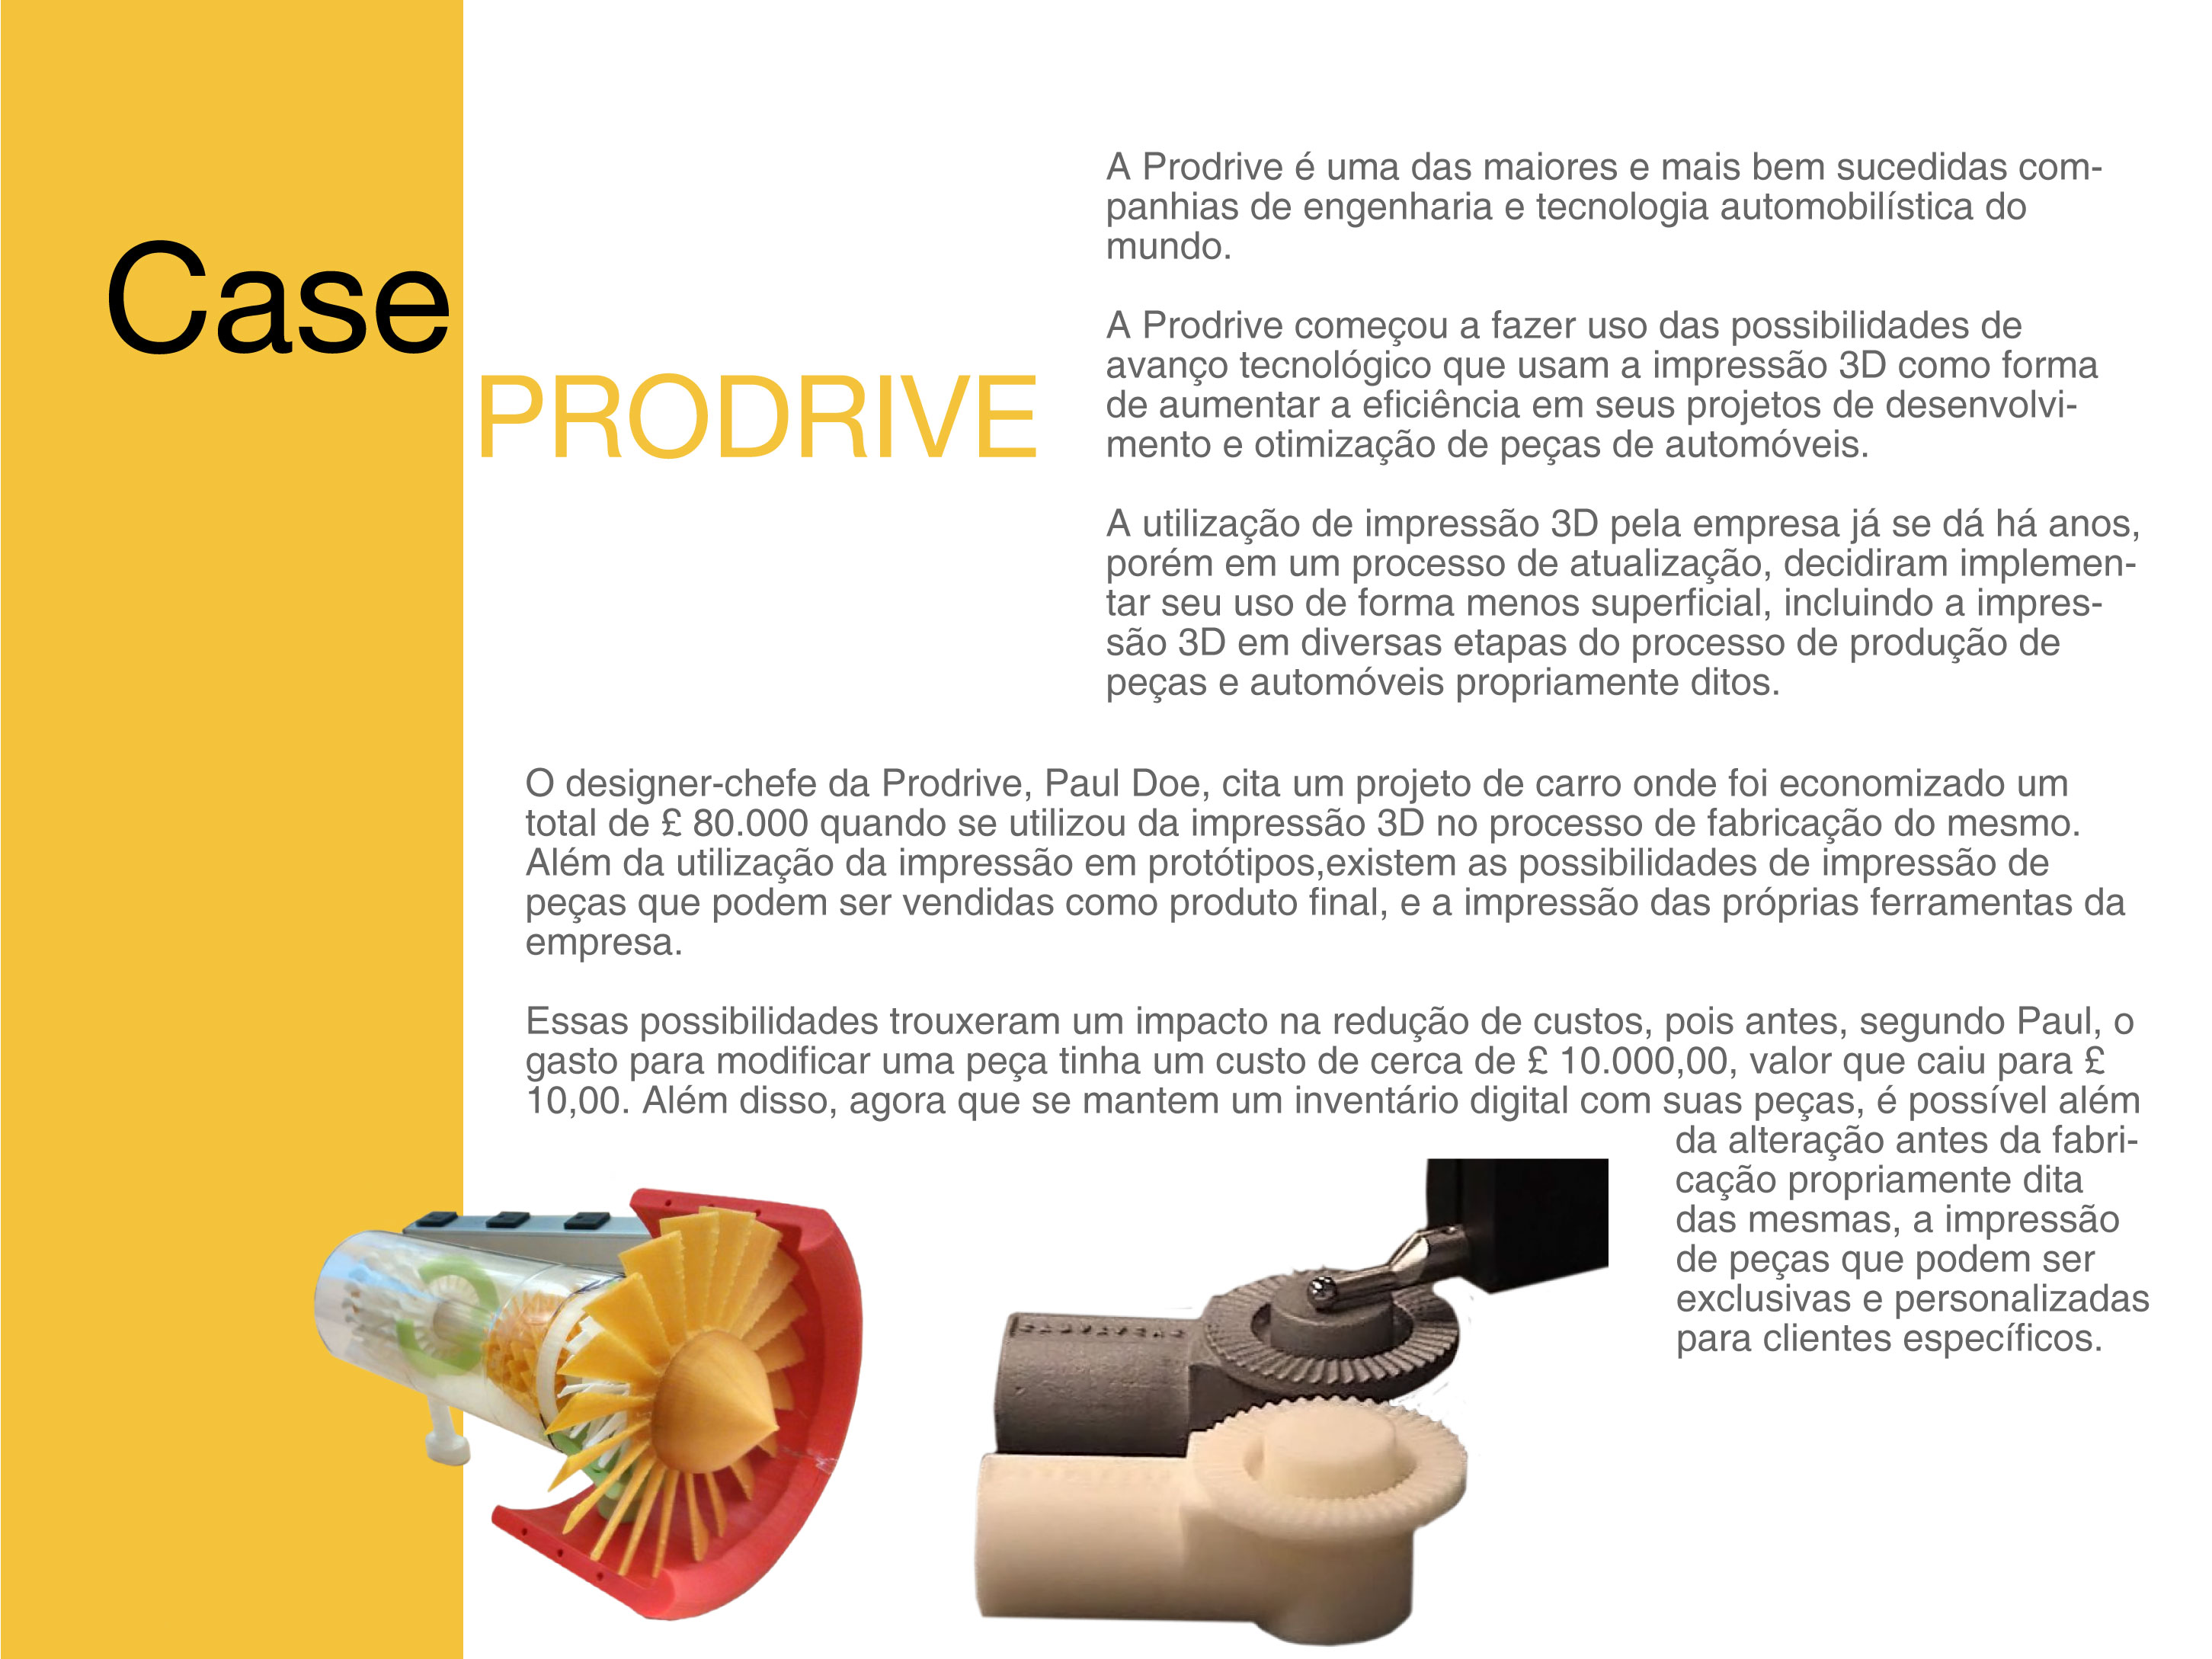 Case
PRODRIVE
A Prodrive é uma das maiores e mais bem sucedidas com-
panhias de engenharia e tecnologia automobilística do
mundo.
A Prodrive começou a fazer uso das possibilidades de
avanço tecnológico que usam a impressão 3D como forma
de aumentar a eficiência em seus projetos de desenvolvi-
mento e otimização de peças de automóveis.
A utilização de impressão 3D pela empresa já se dá há anos,
porém em um processo de atualização, decidiram implemen-
tar seu uso de forma menos superficial, incluindo a impres-
são 3D em diversas etapas do processo de produção de
peças e automóveis propriamente ditos.
O designer-chefe da Prodrive, Paul Doe, cita um projeto de carro onde foi economizado um
total de £ 80.000 quando se utilizou da impressão 3D no processo de fabricação do mesmo.
Além da utilização da impressão em protótipos,existem as possibilidades de impressão de
peças que podem ser vendidas como produto final, e a impressão das próprias ferramentas da
empresa.
Essas possibilidades trouxeram um impacto na redução de custos, pois antes, segundo Paul, o
gasto para modificar uma peça tinha um custo de cerca de £ 10.000,00, valor que caiu para £
10,00. Além disso, agora que se mantem um inventário digital com suas peças, é possível além
da alteração antes da fabri-
cação propriamente dita
das mesmas, a impressão
de peças que podem ser
exclusivas e personalizadas
para clientes específicos.